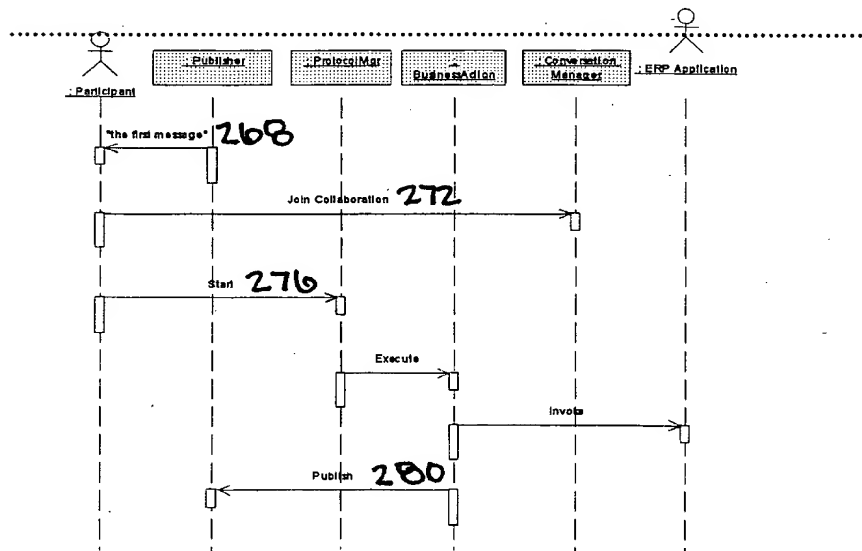 : Publisher
: ProtocolMgr
:
BusinessAction
: Conversation
Manager
: ERP Application
: Participant
"the first message" 268
Join Collaboration 272
Start 276
Execute
Invoke
Publish 280